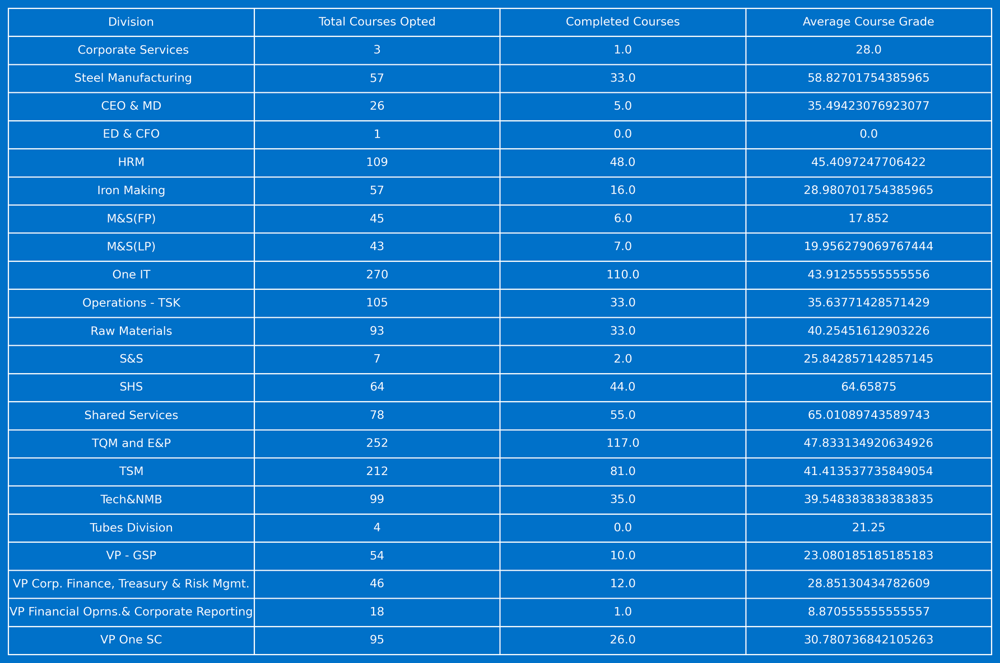 Division Total Courses Opted Completed Courses Average Course Grade
Corporate Services 3 1.0 28.0
Steel Manufacturing 57 33.0 58.82701754385965
CEO & MD 26 5.0 35.49423076923077
ED & CFO 1 0.0 0.0
HRM 109 48.0 45.4097247706422
Iron Making 57 16.0 28.980701754385965
M&S(FP) 45 6.0 17.852
M&S(LP) 43 7.0 19.956279069767444
One IT 270 110.0 43.91255555555556
Operations - TSK 105 33.0 35.63771428571429
Raw Materials 93 33.0 40.25451612903226
S&S 7 2.0 25.842857142857145
SHS 64 44.0 64.65875
Shared Services 78 55.0 65.01089743589743
TQM and E&P 252 117.0 47.833134920634926
TSM 212 81.0 41.413537735849054
Tech&NMB 99 35.0 39.548383838383835
Tubes Division 4 0.0 21.25
VP - GSP 54 10.0 23.080185185185183
VP Corp. Finance, Treasury & Risk Mgmt. 46 12.0 28.85130434782609
VP Financial Oprns.& Corporate Reporting 18 1.0 8.870555555555557
VP One SC 95 26.0 30.780736842105263